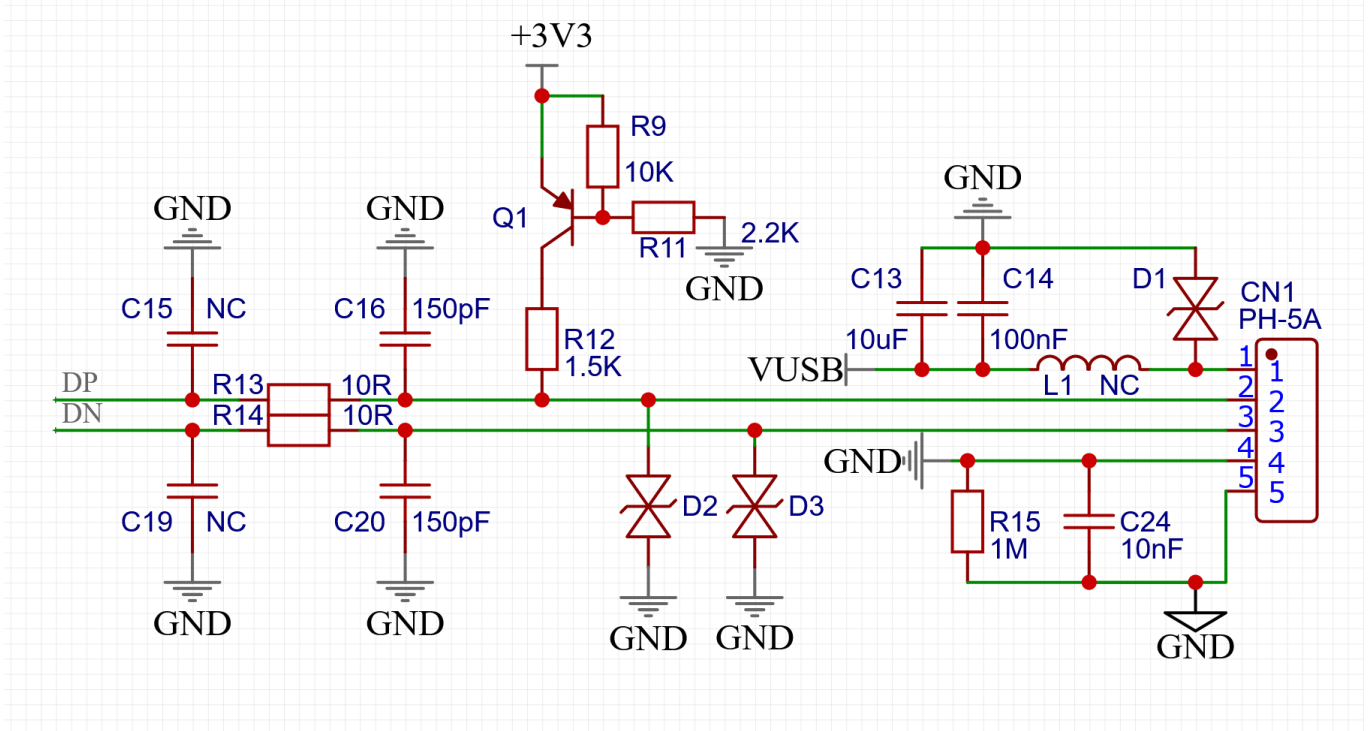 +3V3
R9
10K
Q1
R11
2.2K
GND
GND
GND
GND
C15 NC
C16 150pF
R12
1.5K
C13
10uF
C14
100nF
D1
CN1
PH-5A
VUSB
L1 NC
DP
DN
R13 10R
R14 10R
1 1
2 2
3 3
4 4
5 5
GND
D2
D3
R15
1M
C24
10nF
C19 NC
C20 150pF
GND
GND
GND
GND
GND